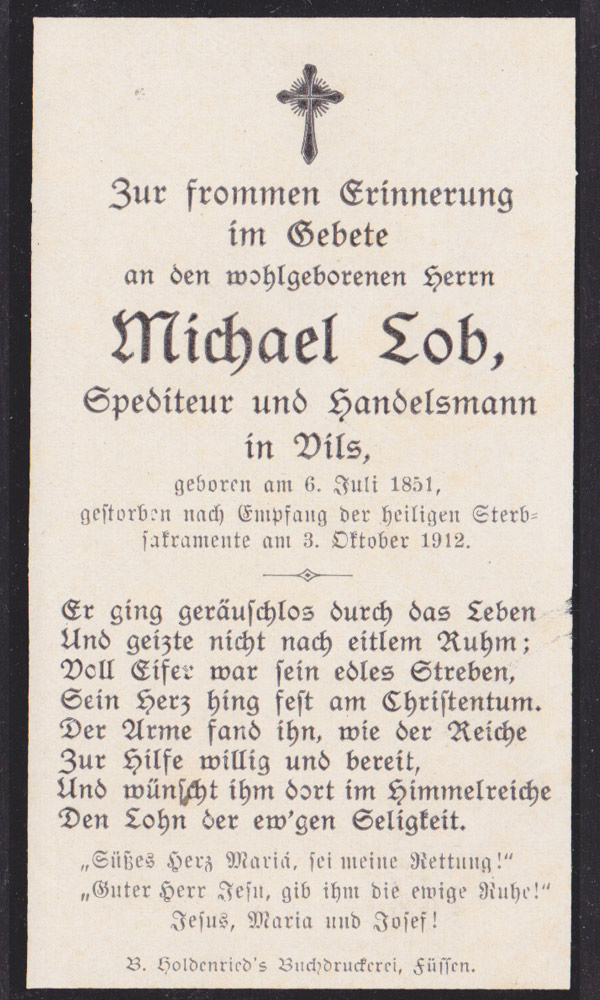 Zur frommen Erinnerung
im Gebete
an den wohlgeborenen Herrn
Michael Lob,
Spediteur und Handelsmann
in Vils,
geboren am 6. Juli 1851,
gestorben nach Empfang der heiligen Sterb=
sakramente am 3. Oktober 1912.
Er ging geräuschlos durch das Leben
Und geizte nicht nach eitlem Ruhm;
Voll Eifer war sein edles Streben,
Sein Herz hing fest am Christentum.
Der Arme fand ihn, wie der Reiche
Zur Hilfe willig und bereit,
Und wünscht ihm dort im Himmelreiche
Den Lohn der ew'gen Seligkeit.
„Süßes Herz Mariä, sei meine Rettung!“
„Guter Herr Jesu, gib ihm die ewige Ruhe!“
Jesus, Maria und Josef!
B. Holdenried's Buchdruckerei, Füssen.